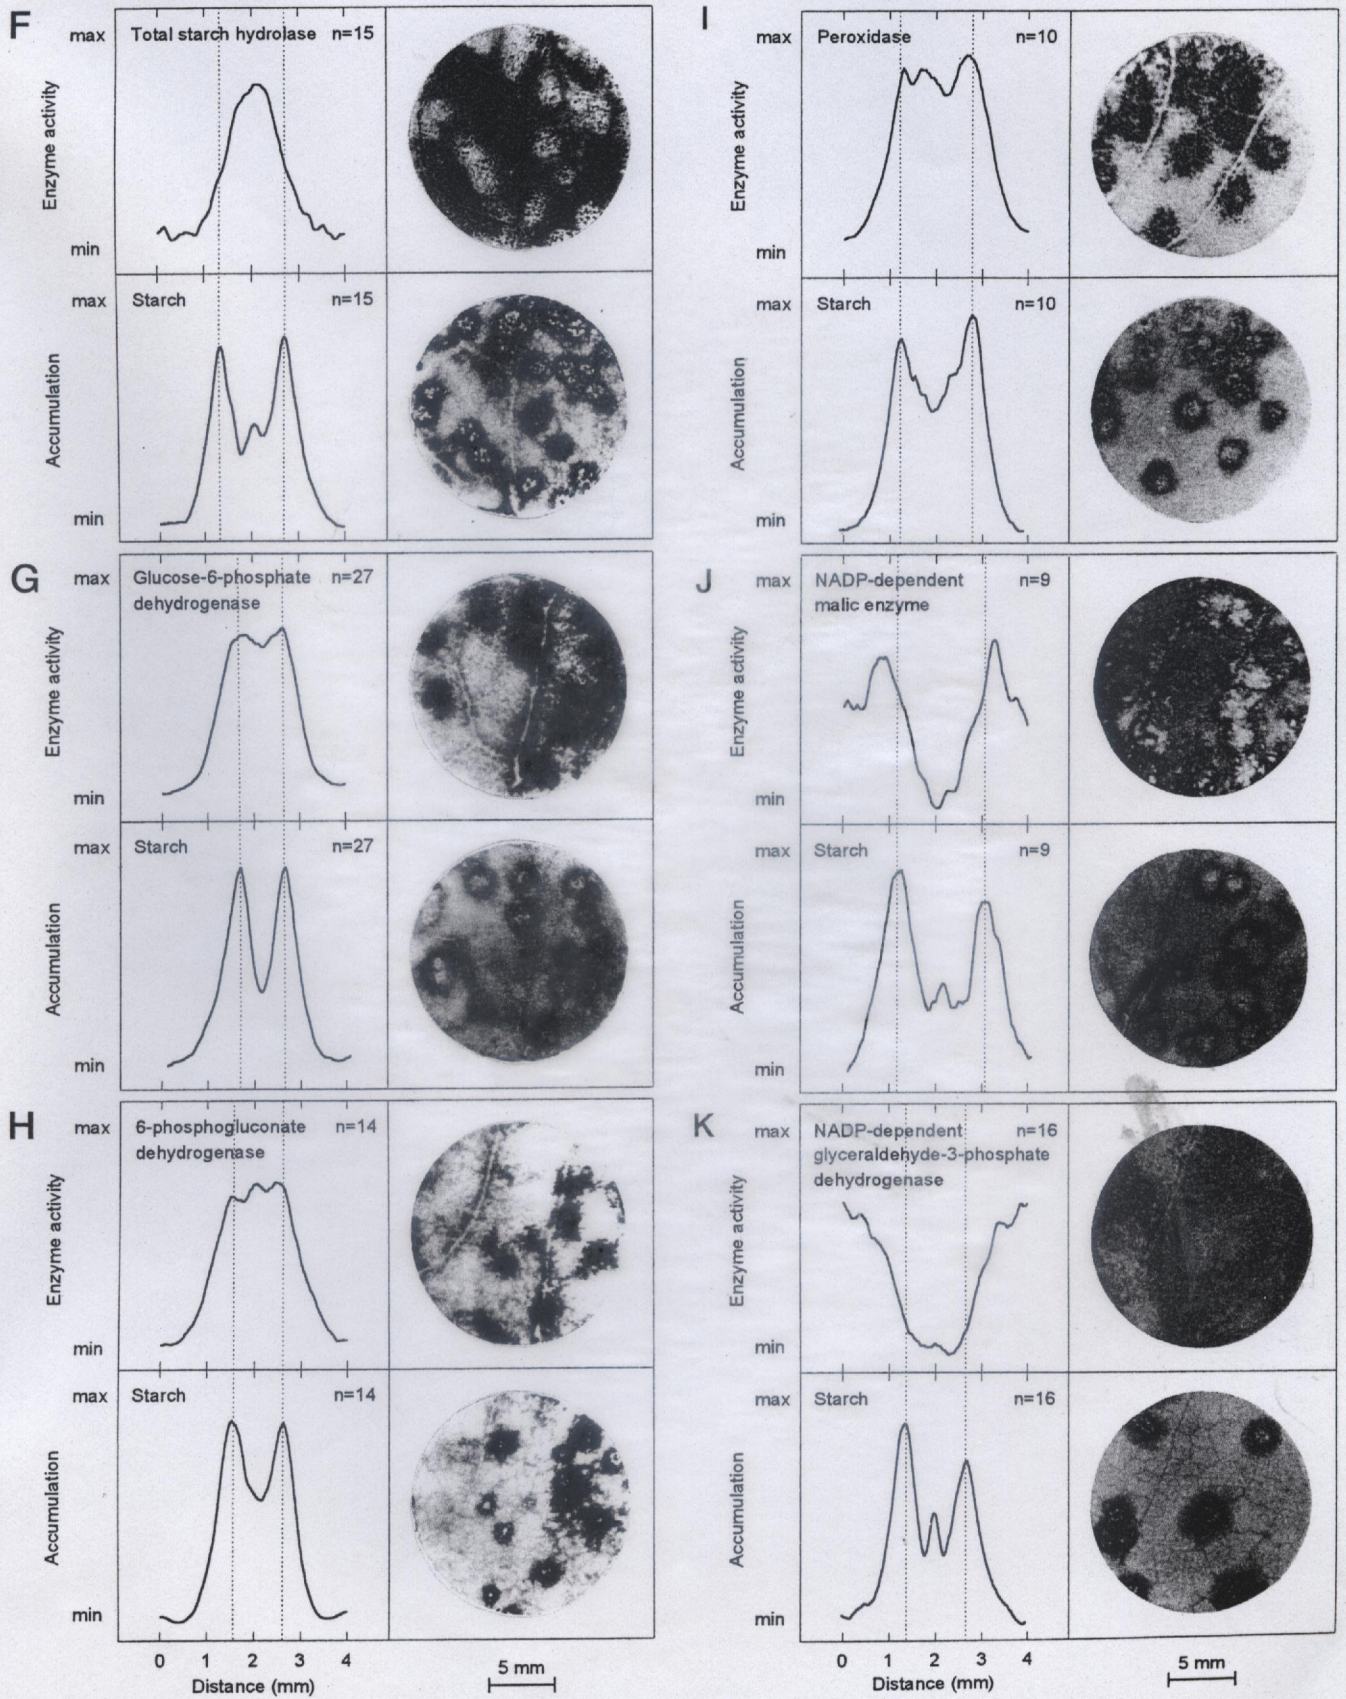 F
max
Total starch hydrolase n=15
Enzyme activity
min
max
Starch n=15
Accumulation
min
G
max
Glucose-6-phosphate n=27
dehydrogenase
Enzyme activity
min
max
Starch n=27
Accumulation
min
H
max
6-phosphogluconate n=14
dehydrogenase
Enzyme activity
min
max
Starch n=14
Accumulation
min
0 1 2 3 4
Distance (mm)
5 mm
I
max
Peroxidase n=10
Enzyme activity
min
max
Starch n=10
Accumulation
min
J
max
NADP-dependent n=9
malic enzyme
Enzyme activity
min
max
Starch n=9
Accumulation
min
K
max
NADP-dependent n=16
glyceraldehyde-3-phosphate
dehydrogenase
Enzyme activity
min
max
Starch n=16
Accumulation
min
0 1 2 3 4
Distance (mm)
5 mm